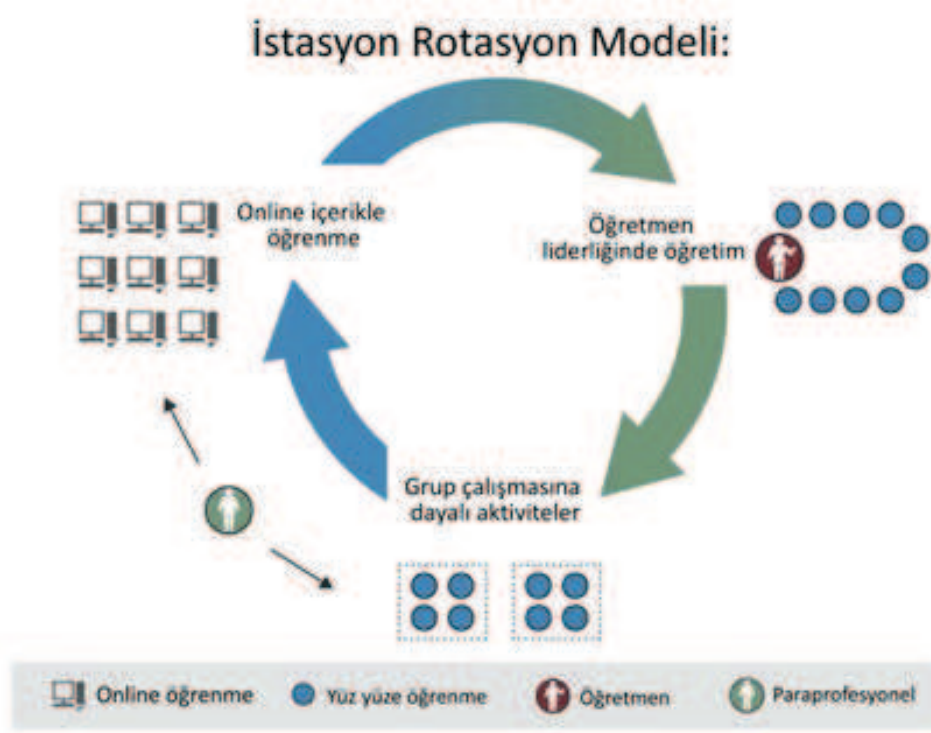 İstasyon Rotasyon Modeli:
Online içerikle
öğrenme
Öğretmen
liderliğinde öğretim
Grup çalışmasına
dayalı aktiviteler
Online öğrenme
Yüz yüze öğrenme
Öğretmen
Paraprofesyonel